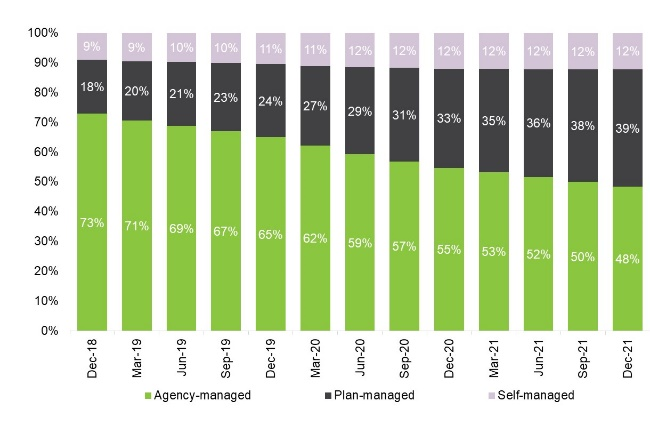 100%
90%
80%
70%
60%
50%
40%
30%
20%
10%
0%
9% 9% 10% 10% 11% 11% 12% 12% 12% 12% 12% 12% 12%
18% 20% 21% 23% 24% 27% 29% 31% 33% 35% 36% 38% 39%
73% 71% 69% 67% 65% 62% 59% 57% 55% 53% 52% 50% 48%
Dec-18 Mar-19 Jun-19 Sep-19 Dec-19 Mar-20 Jun-20 Sep-20 Dec-20 Mar-21 Jun-21 Sep-21 Dec-21
Agency-managed Plan-managed Self-managed